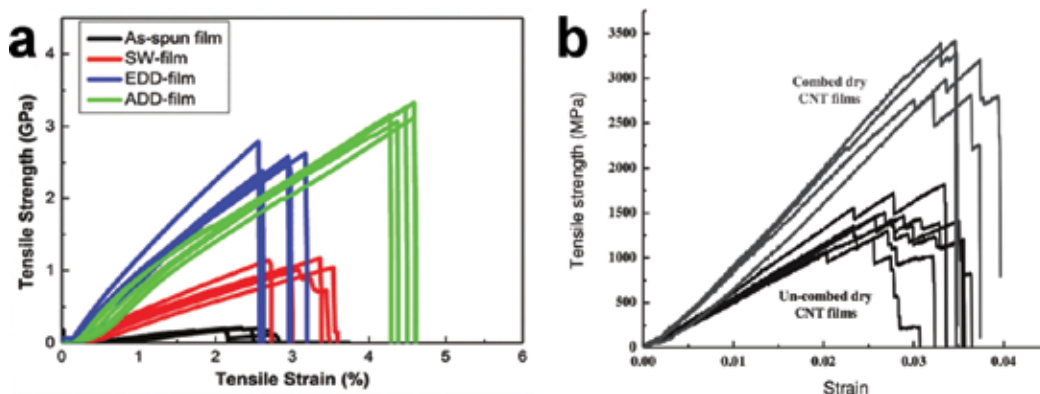 a
As-spun film
SW-film
EDD-film
ADD-film
Tensile Strength (GPa)
4
3
2
1
0
0 1 2 3 4 5 6
Tensile Strain (%)
b
Combed dry
CNT films
Un-combed dry
CNT films
Tensile strength (MPa)
3500
3000
2500
2000
1500
1000
500
0
0.00 0.01 0.02 0.03 0.04
Strain